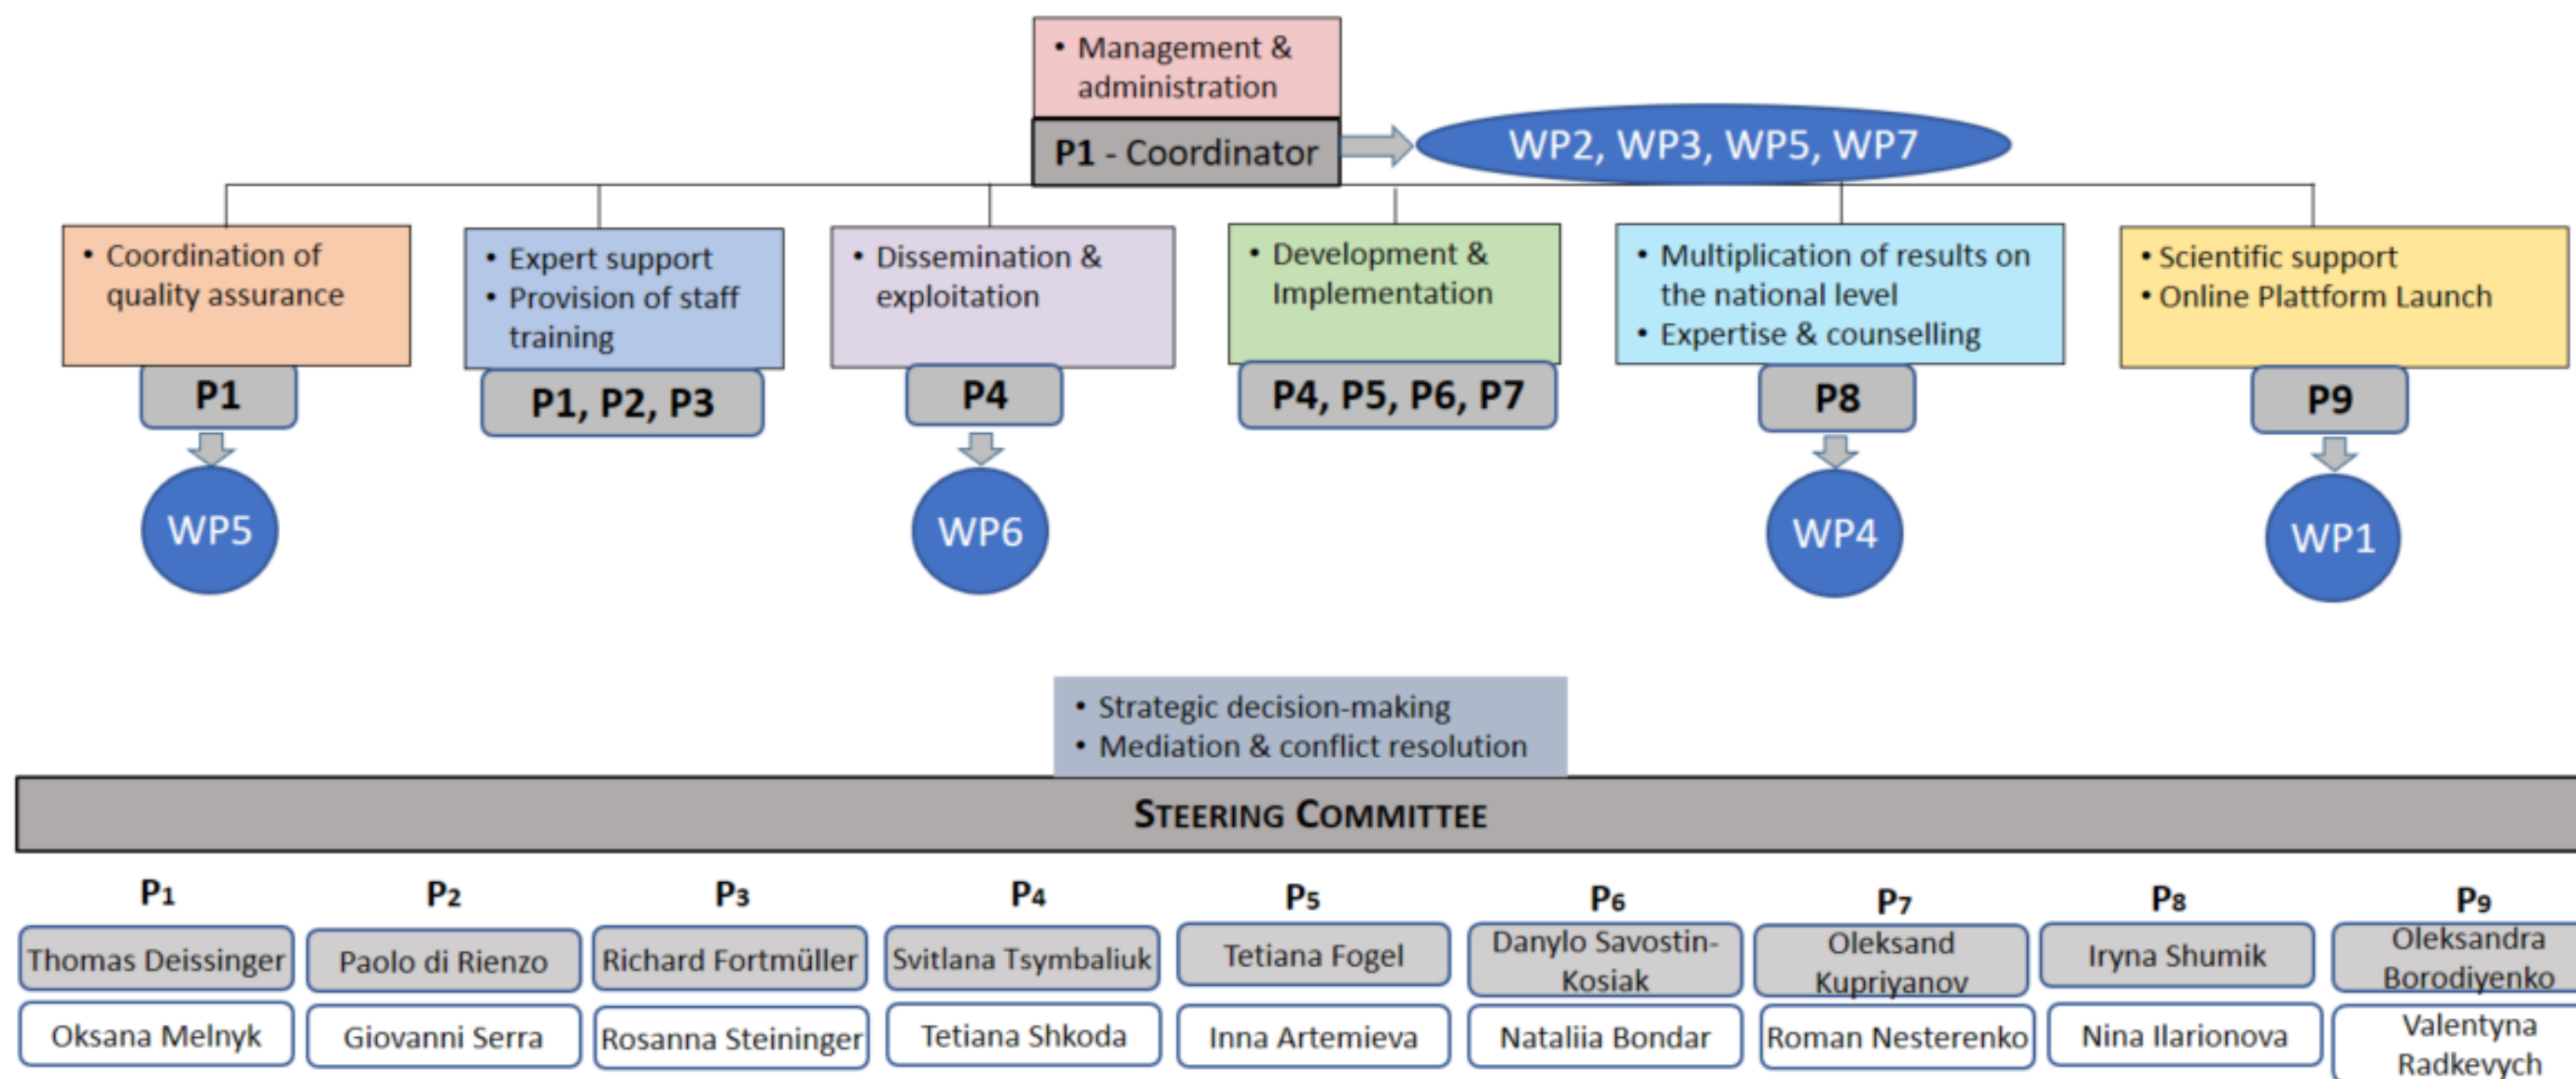 • Management &
administration
P1 - Coordinator
WP2, WP3, WP5, WP7
• Coordination of
quality assurance
P1
WP5
• Expert support
• Provision of staff
training
P1, P2, P3
• Dissemination &
exploitation
P4
WP6
• Development &
Implementation
P4, P5, P6, P7
• Multiplication of results on
the national level
• Expertise & counselling
P8
WP4
• Scientific support
• Online Plattform Launch
P9
WP1
• Strategic decision-making
• Mediation & conflict resolution
STEERING COMMITTEE
P1
Thomas Deissinger
Oksana Melnyk
P2
Paolo di Rienzo
Giovanni Serra
P3
Richard Fortmüller
Rosanna Steininger
P4
Svitlana Tsymbaliuk
Tetiana Shkoda
P5
Tetiana Fogel
Inna Artemieva
P6
Danylo Savostin-
Kosiak
Nataliia Bondar
P7
Oleksand
Kupriyanov
Roman Nesterenko
P8
Iryna Shumik
Nina Ilarionova
P9
Oleksandra
Borodiyenko
Valentyna
Radkevych